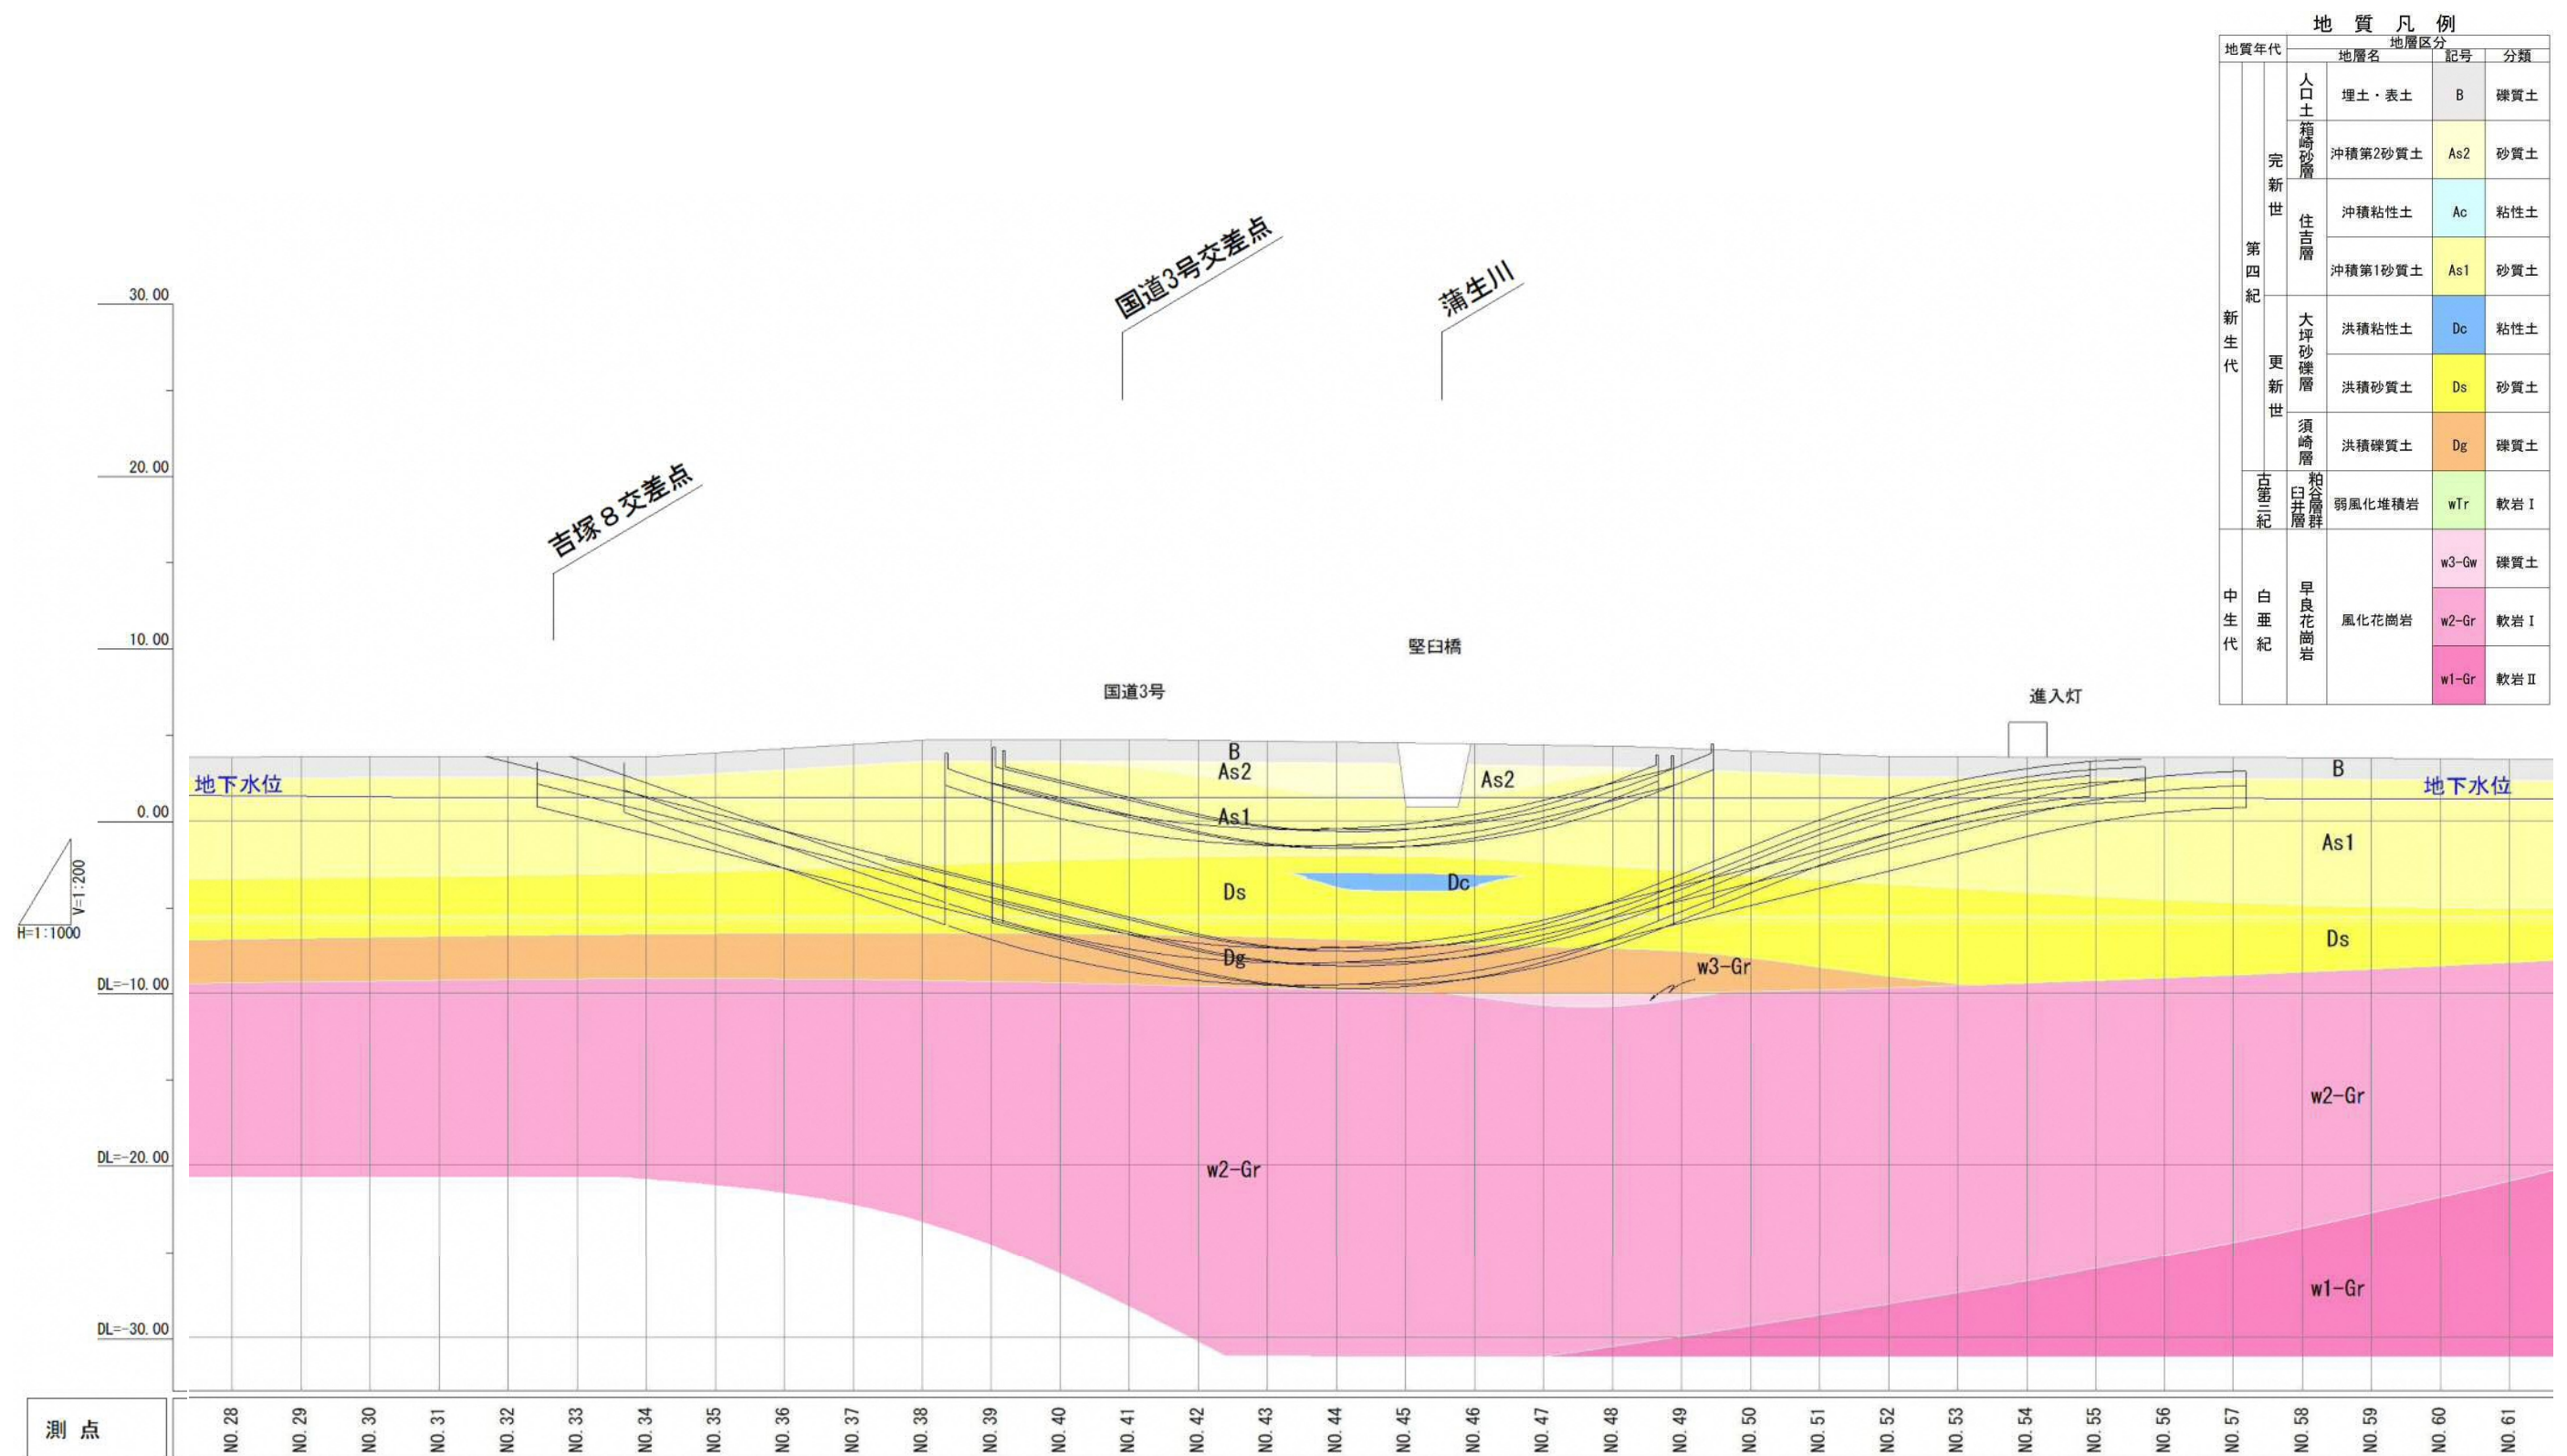 地 質 凡 例
地質年代
地層区分
地層名
記号
分類
新生代
第四紀
完新世
人口土
埋土・表土
B
礫質土
箱崎砂層
沖積第2砂質土
As2
砂質土
住吉層
沖積粘性土
Ac
粘性土
沖積第1砂質土
As1
砂質土
更新世
大坪砂礫層
洪積粘性土
Dc
粘性土
洪積砂質土
Ds
砂質土
須崎層
洪積礫質土
Dg
礫質土
古第三紀
粕谷層群
臼井層
弱風化堆積岩
wTr
軟岩Ⅰ
中生代
白亜紀
早良花崗岩
風化花崗岩
w3-Gw
礫質土
w2-Gr
軟岩Ⅰ
w1-Gr
軟岩Ⅱ
国道3号交差点
蒲生川
吉塚8交差点
30.00
20.00
10.00
0.00
DL=-10.00
DL=-20.00
DL=-30.00
V=1:200
H=1:1000
堅臼橋
国道3号
進入灯
地下水位
B
As2
As2
As1
Ds
Dc
Dg
w3-Gr
w2-Gr
B
地下水位
As1
Ds
w2-Gr
w1-Gr
測 点
NO.28
NO.29
NO.30
NO.31
NO.32
NO.33
NO.34
NO.35
NO.36
NO.37
NO.38
NO.39
NO.40
NO.41
NO.42
NO.43
NO.44
NO.45
NO.46
NO.47
NO.48
NO.49
NO.50
NO.51
NO.52
NO.53
NO.54
NO.55
NO.56
NO.57
NO.58
NO.59
NO.60
NO.61